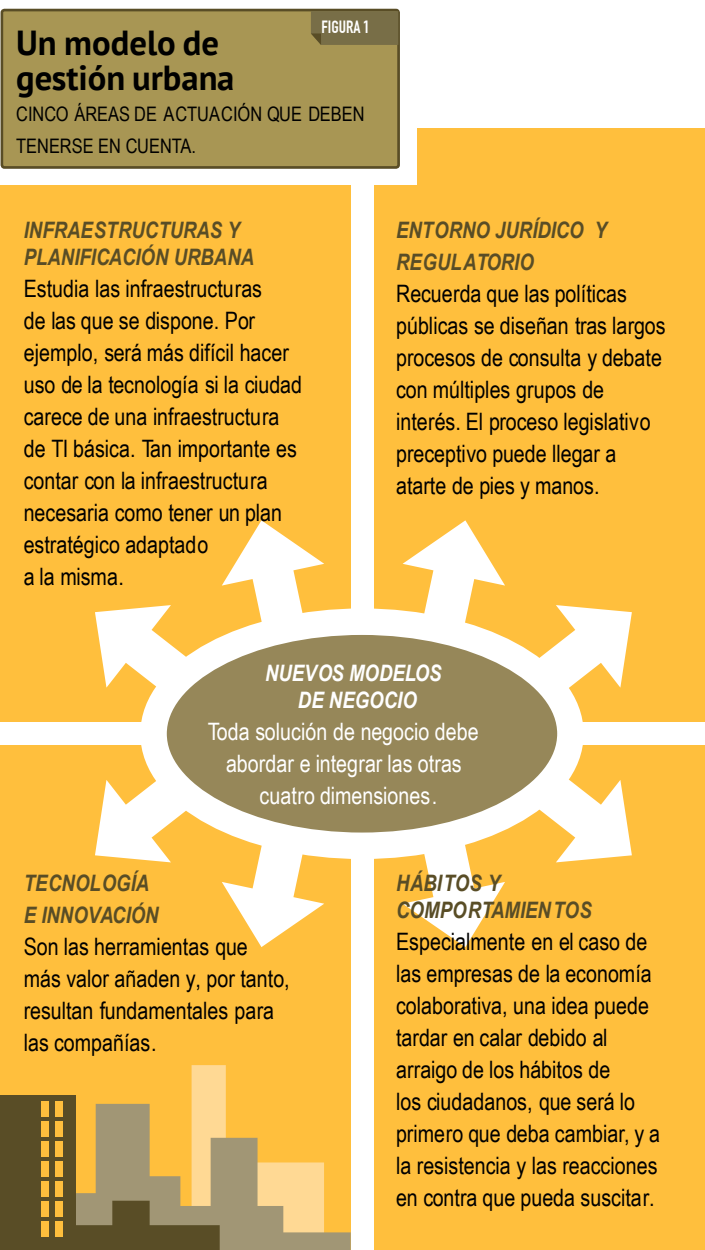 FIGURA 1
Un modelo de
gestión urbana
CINCO ÁREAS DE ACTUACIÓN QUE DEBEN
TENERSE EN CUENTA.
INFRAESTRUCTURAS Y
PLANIFICACIÓN URBANA
Estudia las infraestructuras
de las que se dispone. Por
ejemplo, será más difícil hacer
uso de la tecnología si la ciudad
carece de una infraestructura
de TI básica. Tan importante es
contar con la infraestructura
necesaria como tener un plan
estratégico adaptado
a la misma.
ENTORNO JURÍDICO Y
REGULATORIO
Recuerda que las políticas
públicas se diseñan tras largos
procesos de consulta y debate
con múltiples grupos de
interés. El proceso legislativo
preceptivo puede llegar a
atarte de pies y manos.
NUEVOS MODELOS
DE NEGOCIO
Toda solución de negocio debe
abordar e integrar las otras
cuatro dimensiones.
TECNOLOGÍA
E INNOVACIÓN
Son las herramientas que
más valor añaden y, por tanto,
resultan fundamentales para
las compañías.
HÁBITOS Y
COMPORTAMIENTOS
Especialmente en el caso de
las empresas de la economía
colaborativa, una idea puede
tardar en calar debido al
arraigo de los hábitos de
los ciudadanos, que será lo
primero que deba cambiar, y a
la resistencia y las reacciones
en contra que pueda suscitar.